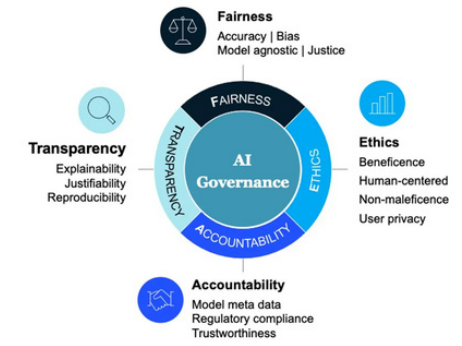 Fairness
Accuracy | Bias
Model agnostic | Justice
FAIRNESS
Transparency
Explainability
Justifiability
Reproducibility
TRANSPARENCY
AI
Governance
ETHICS
Ethics
Beneficence
Human-centered
Non-maleficence
User privacy
ACCOUNTABILITY
Accountability
Model meta data
Regulatory compliance
Trustworthiness